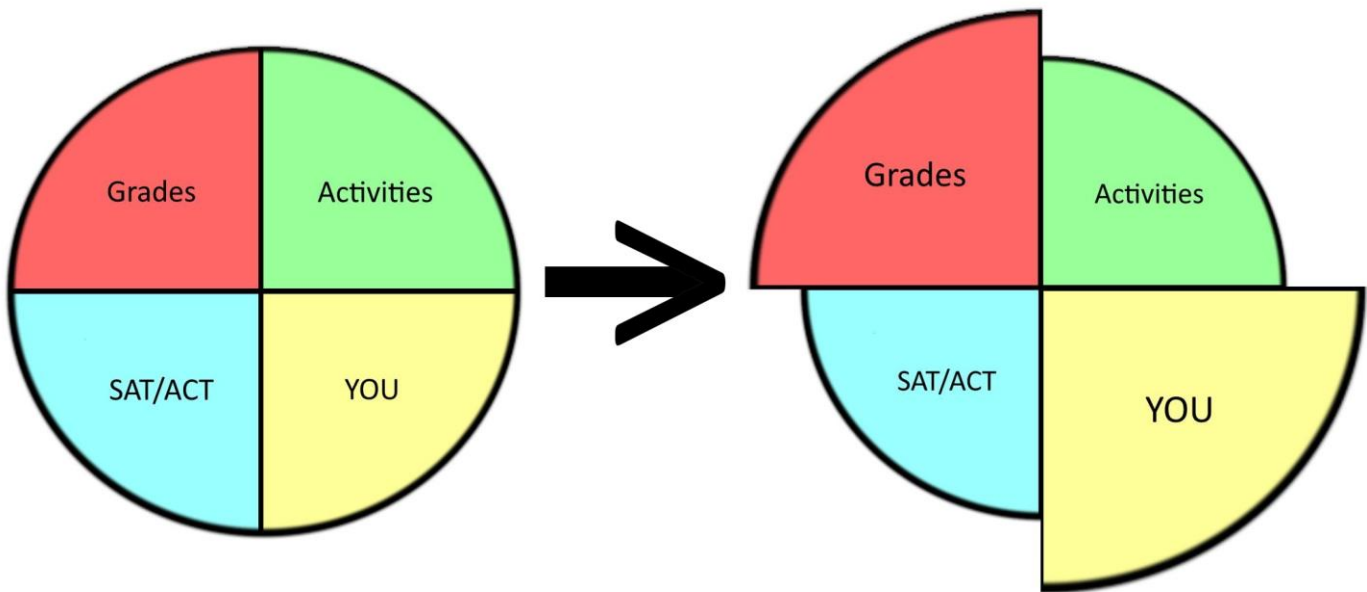 Grades
Activities
SAT/ACT
YOU
Grades
Activities
SAT/ACT
YOU